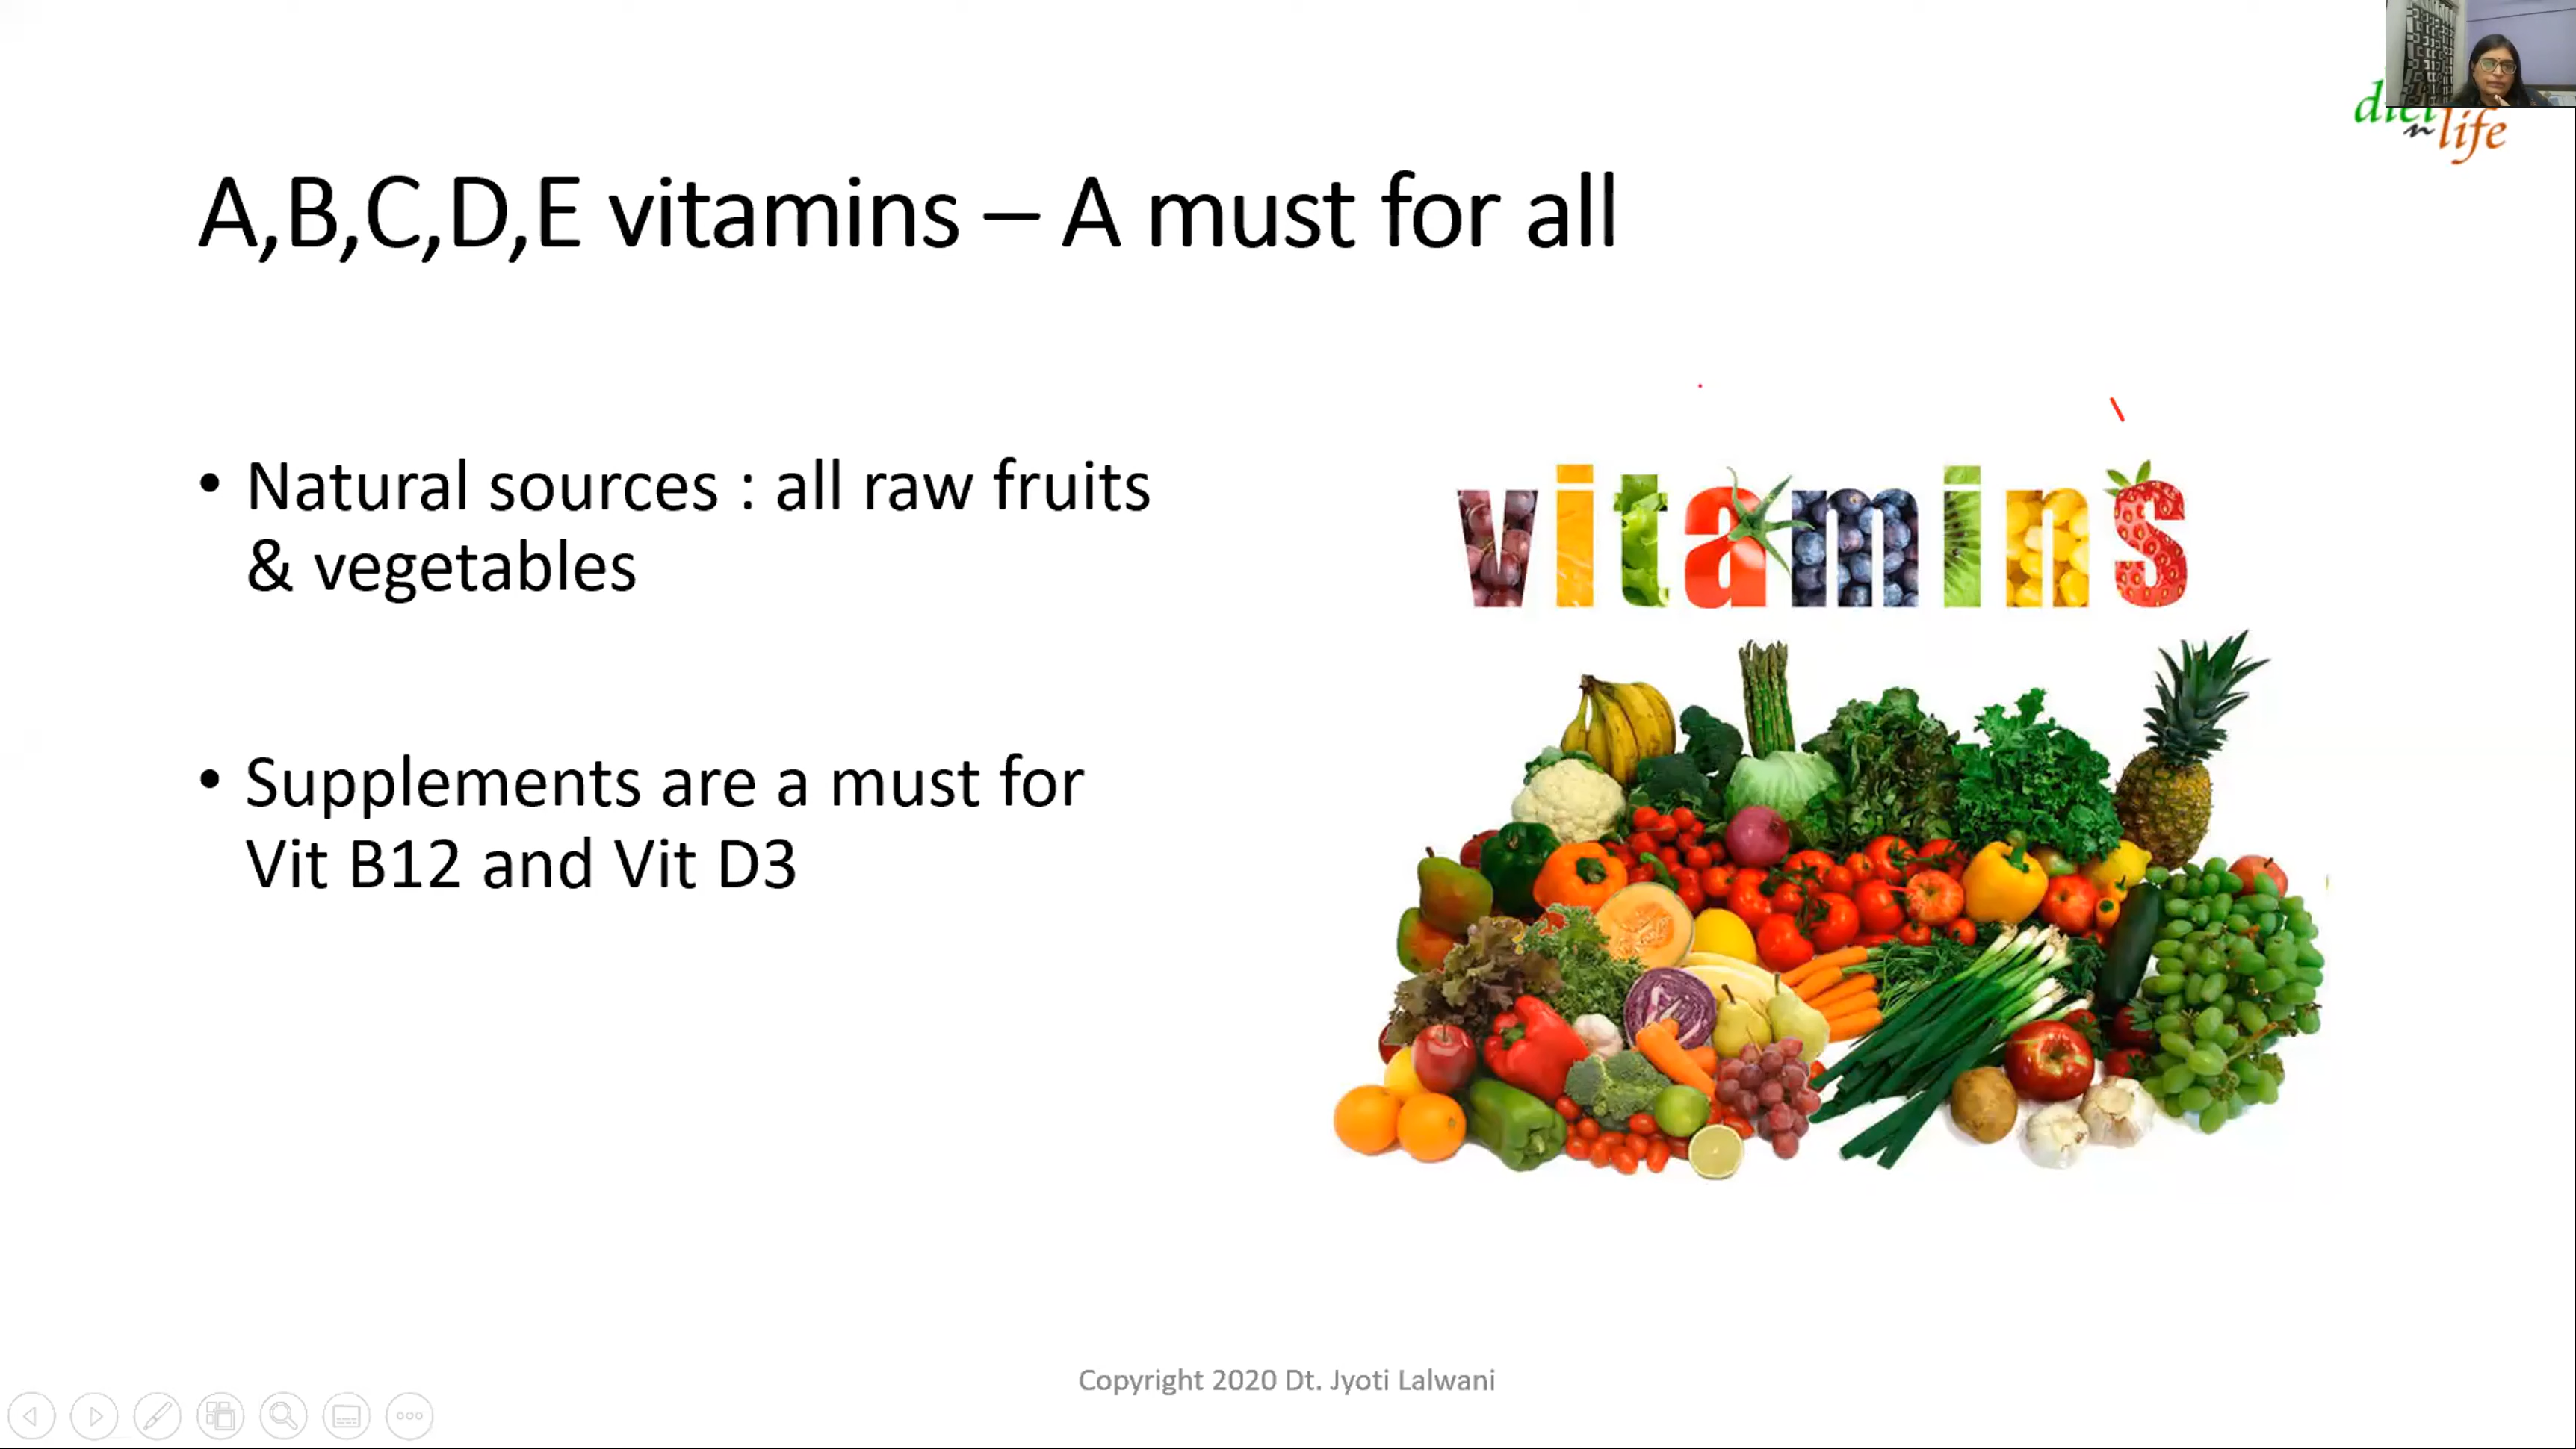 diet
n life
A,B,C,D,E vitamins – A must for all
• Natural sources : all raw fruits
& vegetables
• Supplements are a must for
Vit B12 and Vit D3
vitamins
Copyright 2020 Dt. Jyoti Lalwani